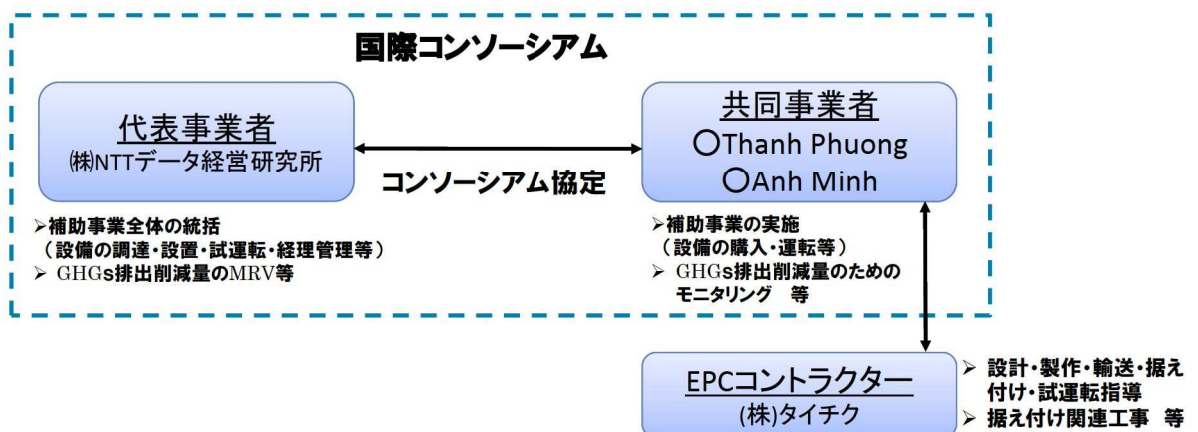 国際コンソーシアム
代表事業者
㈱NTTデータ経営研究所
コンソーシアム協定
共同事業者
○Thanh Phuong
○Anh Minh
➢補助事業全体の統括
（設備の調達・設置・試運転・経理管理等）
➢ GHGs排出削減量のMRV等
➢補助事業の実施
（設備の購入・運転等）
➢ GHGs排出削減量のための
モニタリング　等
EPCコントラクター
(株)タイチク
➢ 設計・製作・輸送・据え
付け・試運転指導
➢ 据え付け関連工事　等